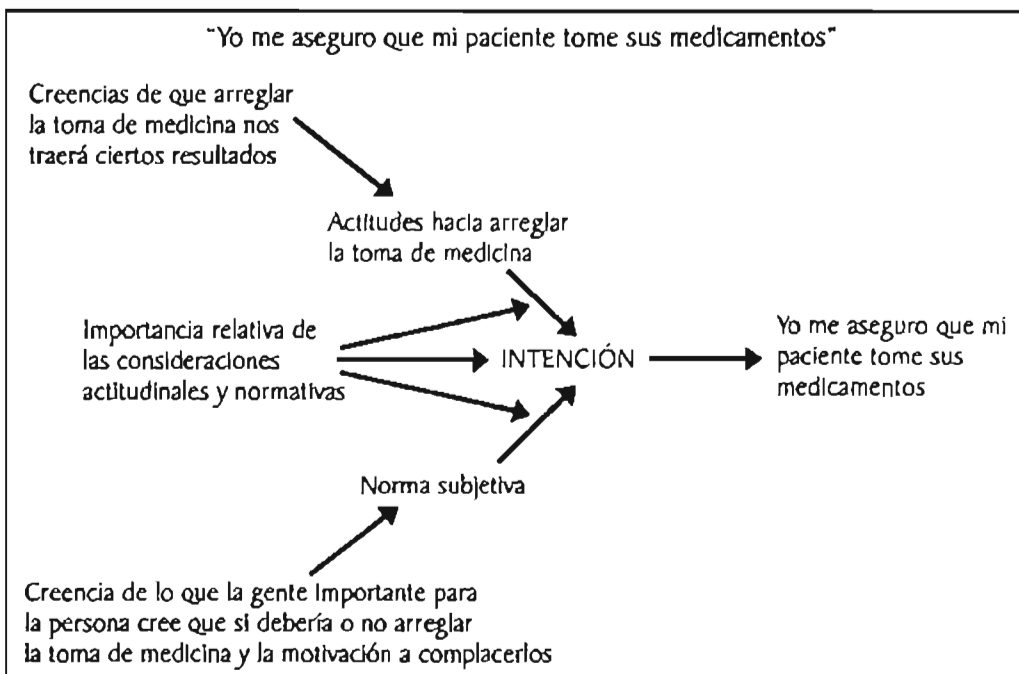 "Yo me aseguro que mi paciente tome sus medicamentos"
Creencias de que arreglar
la toma de medicina nos
traerá ciertos resultados
Actitudes hacia arreglar
la toma de medicina
Importancia relativa de
las consideraciones
actitudinales y normativas
INTENCIÓN
Yo me aseguro que mi
paciente tome sus
medicamentos
Norma subjetiva
Creencia de lo que la gente importante para
la persona cree que si debería o no arreglar
la toma de medicina y la motivación a complacerlos